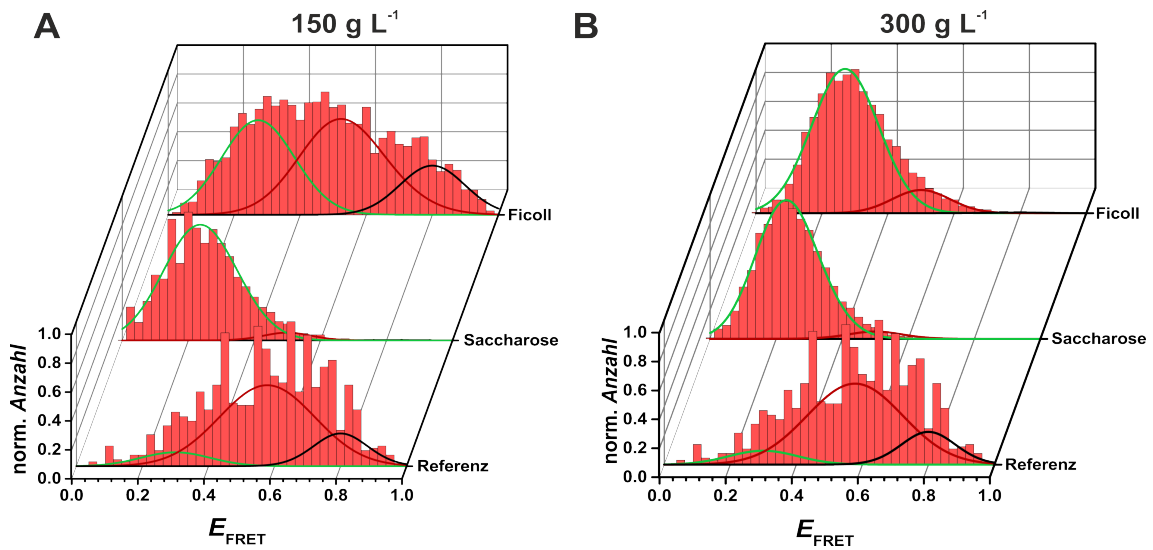 A
150 g L-1
Ficoll
Saccharose
Referenz
1.0
0.8
0.6
0.4
0.2
0.0
norm. Anzahl
0.0 0.2 0.4 0.6 0.8 1.0
EFRET
B
300 g L-1
Ficoll
Saccharose
Referenz
1.0
0.8
0.6
0.4
0.2
0.0
norm. Anzahl
0.0 0.2 0.4 0.6 0.8 1.0
EFRET